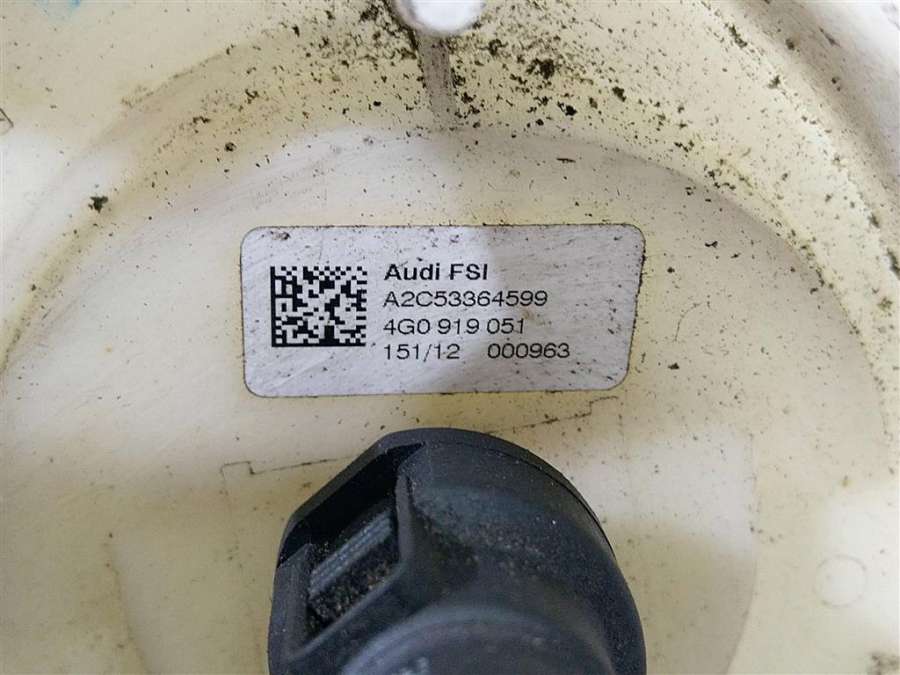 Audi FSI
A2C53364599
4G0 919 051
151/12 000963